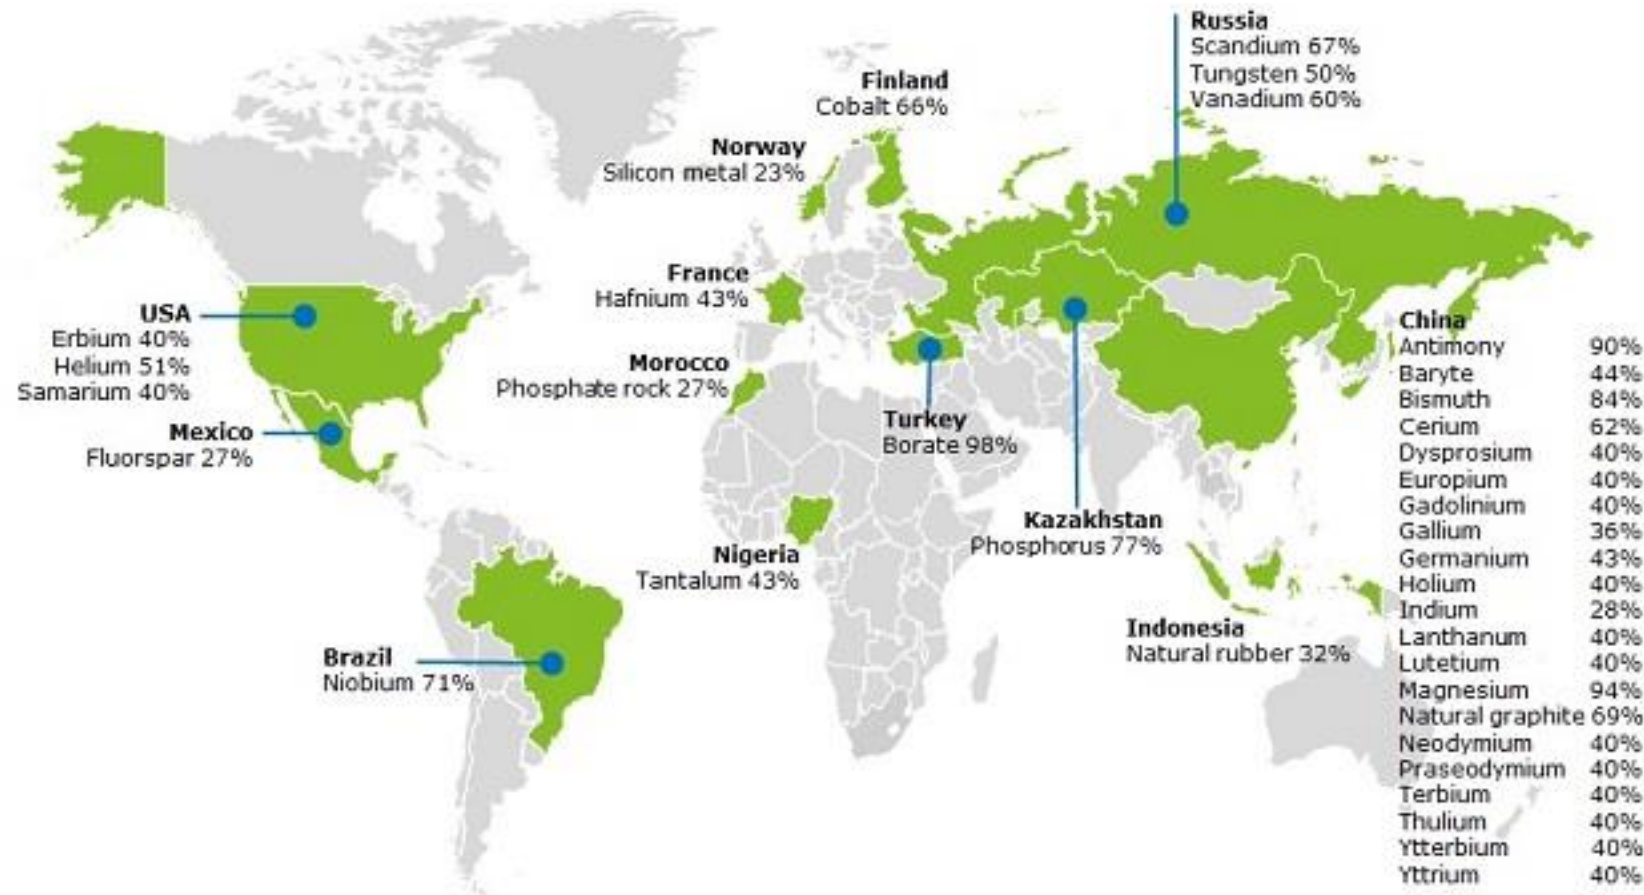 Russia
Scandium 67%
Tungsten 50%
Vanadium 60%
Finland
Cobalt 66%
Norway
Silicon metal 23%
France
Hafnium 43%
USA
Erbium 40%
Helium 51%
Samarium 40%
Morocco
Phosphate rock 27%
Mexico
Fluorspar 27%
Turkey
Borate 98%
Kazakhstan
Phosphorus 77%
Nigeria
Tantalum 43%
Indonesia
Natural rubber 32%
Brazil
Niobium 71%
China
Antimony 90%
Baryte 44%
Bismuth 84%
Cerium 62%
Dysprosium 40%
Europium 40%
Gadolinium 40%
Gallium 36%
Germanium 43%
Holium 40%
Indium 28%
Lanthanum 40%
Lutetium 40%
Magnesium 94%
Natural graphite 69%
Neodymium 40%
Praseodymium 40%
Terbium 40%
Thulium 40%
Ytterbium 40%
Yttrium 40%